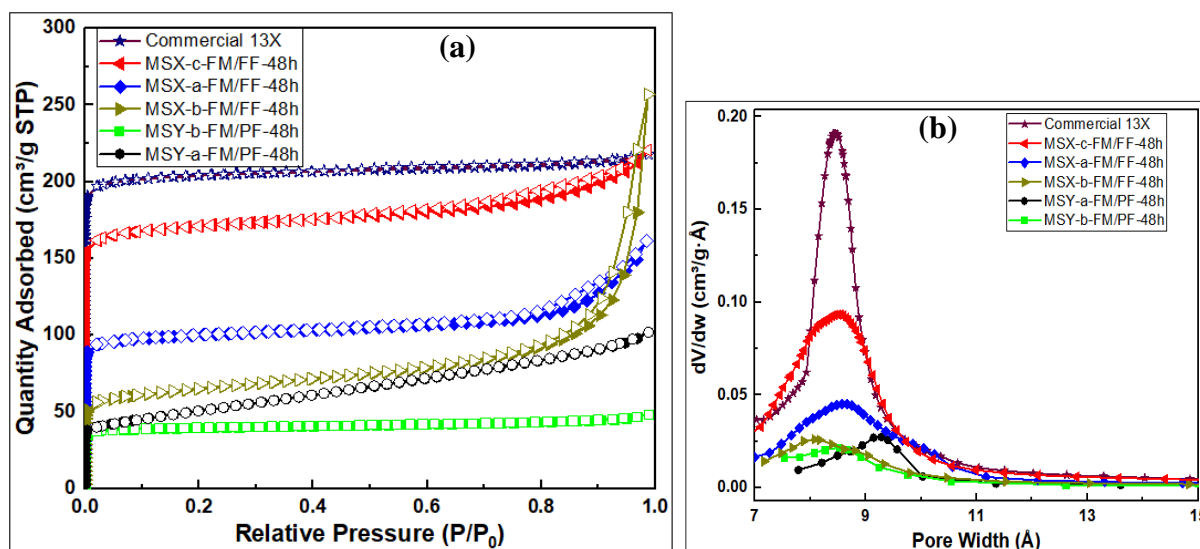 (a)
Quantity Adsorbed (cm³/g STP)
300
250
200
150
100
50
0
Commercial 13X
MSX-c-FM/FF-48h
MSX-a-FM/FF-48h
MSX-b-FM/FF-48h
MSY-b-FM/PF-48h
MSY-a-FM/PF-48h
0.0 0.2 0.4 0.6 0.8 1.0
Relative Pressure (P/P₀)
(b)
dV/dw (cm³/g·Å)
0.20
0.15
0.10
0.05
0.00
Commercial 13X
MSX-c-FM/FF-48h
MSX-a-FM/FF-48h
MSX-b-FM/FF-48h
MSY-a-FM/PF-48h
MSY-b-FM/PF-48h
7 9 11 13 15
Pore Width (Å)